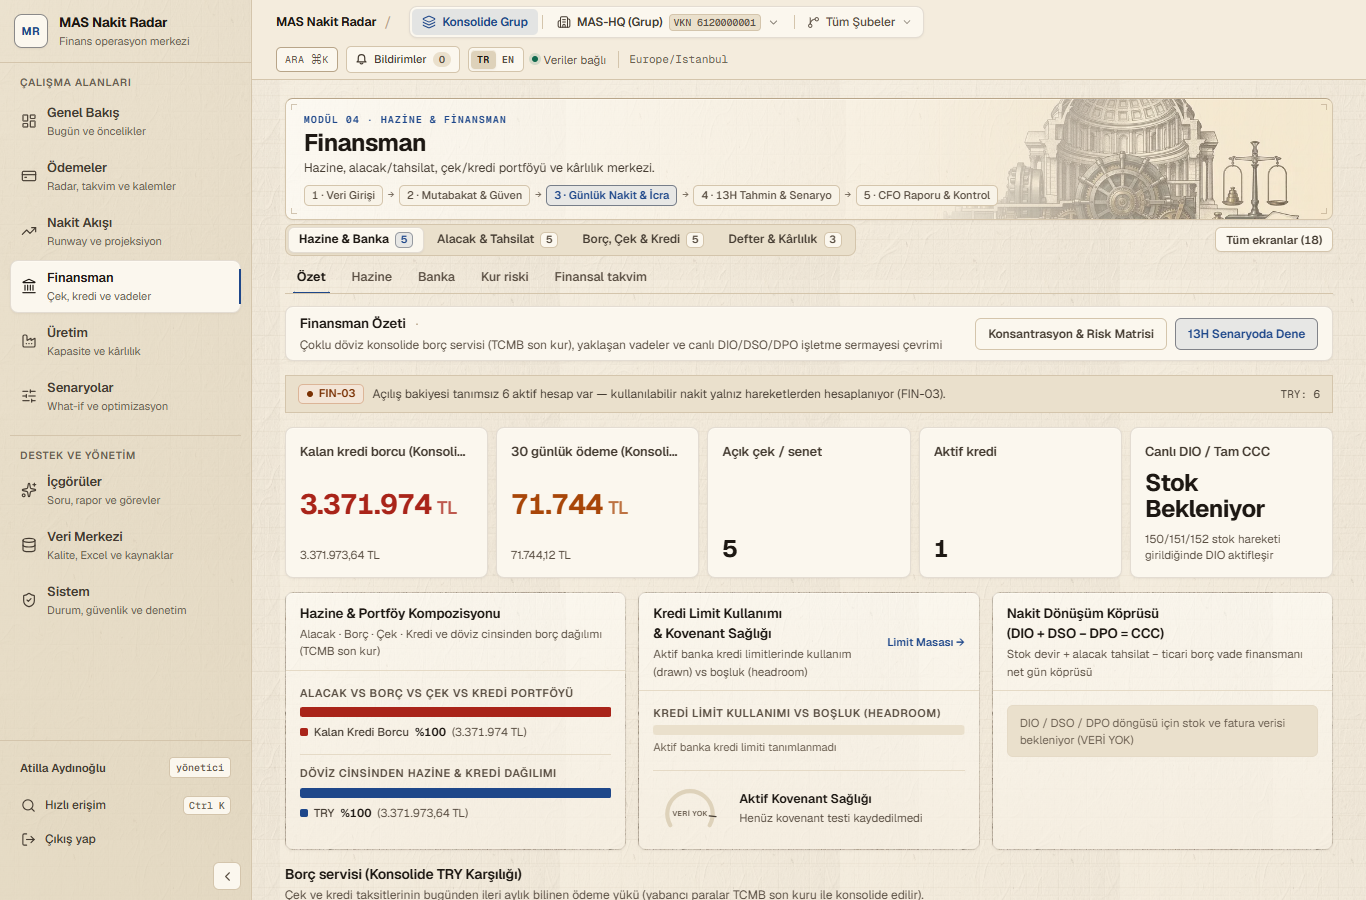 MR
MAS Nakit Radar
Finans operasyon merkezi
ÇALIŞMA ALANLARI
Genel Bakış
Bugün ve öncelikler
Ödemeler
Radar, takvim ve kalemler
Nakit Akışı
Runway ve projeksiyon
Finansman
Çek, kredi ve vadeler
Üretim
Kapasite ve kârlılık
Senaryolar
What-if ve optimizasyon
DESTEK VE YÖNETİM
İçgörüler
Soru, rapor ve görevler
Veri Merkezi
Kalite, Excel ve kaynaklar
Sistem
Durum, güvenlik ve denetim
Atilla Aydınoğlu yönetici
Hızlı erişim Ctrl K
Çıkış yap
MAS Nakit Radar / Konsolide Grup MAS-HQ (Grup) VKN 6120000001 Tüm Şubeler
ARA ⌘K Bildirimler 0 TR EN Veriler bağlı Europe/Istanbul
MODÜL 04 · HAZİNE & FİNANSMAN
Finansman
Hazine, alacak/tahsilat, çek/kredi portföyü ve kârlılık merkezi.
1 · Veri Girişi → 2 · Mutabakat & Güven → 3 · Günlük Nakit & İcra → 4 · 13H Tahmin & Senaryo → 5 · CFO Raporu & Kontrol
Hazine & Banka 5 Alacak & Tahsilat 5 Borç, Çek & Kredi 5 Defter & Kârlılık 3 Tüm ekranlar (18)
Özet Hazine Banka Kur riski Finansal takvim
Finansman Özeti ·
Çoklu döviz konsolide borç servisi (TCMB son kur), yaklaşan vadeler ve canlı DIO/DSO/DPO işletme sermayesi çevrimi
Konsantrasyon & Risk Matrisi 13H Senaryoda Dene
FIN-03 Açılış bakiyesi tanımsız 6 aktif hesap var — kullanılabilir nakit yalnız hareketlerden hesaplanıyor (FIN-03). TRY: 6
Kalan kredi borcu (Konsoli...
3.371.974 TL
3.371.973,64 TL
30 günlük ödeme (Konsoli...
71.744 TL
71.744,12 TL
Açık çek / senet
5
Aktif kredi
1
Canlı DIO / Tam CCC
Stok
Bekleniyor
150/151/152 stok hareketi
girildiğinde DIO aktifleşir
Hazine & Portföy Kompozisyonu
Alacak · Borç · Çek · Kredi ve döviz cinsinden borç dağılımı
(TCMB son kur)
ALACAK VS BORÇ VS ÇEK VS KREDİ PORTFÖYÜ
Kalan Kredi Borcu %100 (3.371.974 TL)
DÖVİZ CİNSİNDEN HAZİNE & KREDİ DAĞILIMI
TRY %100 (3.371.973,64 TL)
Kredi Limit Kullanımı
& Kovenant Sağlığı
Aktif banka kredi limitlerinde kullanım
(drawn) vs boşluk (headroom)
Limit Masası →
KREDİ LİMİT KULLANIMI VS BOŞLUK (HEADROOM)
Aktif banka kredi limiti tanımlanmadı
VERİ YOK
Aktif Kovenant Sağlığı
Henüz kovenant testi kaydedilmedi
Nakit Dönüşüm Köprüsü
(DIO + DSO − DPO = CCC)
Stok devir + alacak tahsilat − ticari borç vade finansmanı
net gün köprüsü
DIO / DSO / DPO döngüsü için stok ve fatura verisi
bekleniyor (VERİ YOK)
Borç servisi (Konsolide TRY Karşılığı)
Çek ve kredi taksitlerinin bugünden ileri aylık bilinen ödeme yükü (yabancı paralar TCMB son kuru ile konsolide edilir).